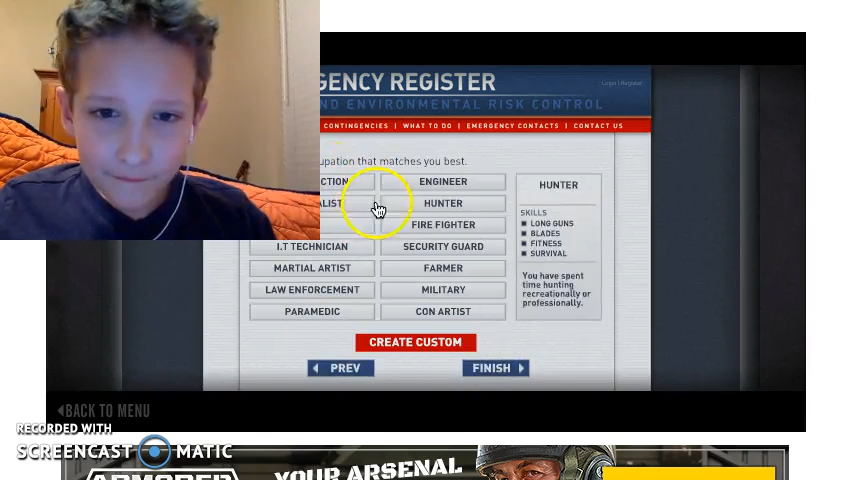 GENCY REGISTER
Login | Register
ND ENVIRONMENTAL RISK CONTROL
CONTINGENCIES | WHAT TO DO | EMERGENCY CONTACTS | CONTACT US
upation that matches you best.
CTION ENGINEER
ALIST HUNTER
FIRE FIGHTER
I.T TECHNICIAN SECURITY GUARD
MARTIAL ARTIST FARMER
LAW ENFORCEMENT MILITARY
PARAMEDIC CON ARTIST
HUNTER
SKILLS
LONG GUNS
BLADES
FITNESS
SURVIVAL
You have spent
time hunting
recreationally or
professionally.
CREATE CUSTOM
PREV FINISH
BACK TO MENU
RECORDED WITH
SCREENCAST MATIC
ARMORED YOUR ARSENAL